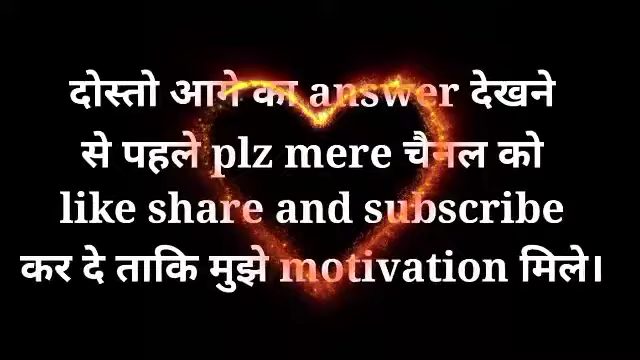 दोस्तो आगे का answer देखने
से पहले plz mere चैनल को
like share and subscribe
कर दे ताकि मुझे motivation मिले।